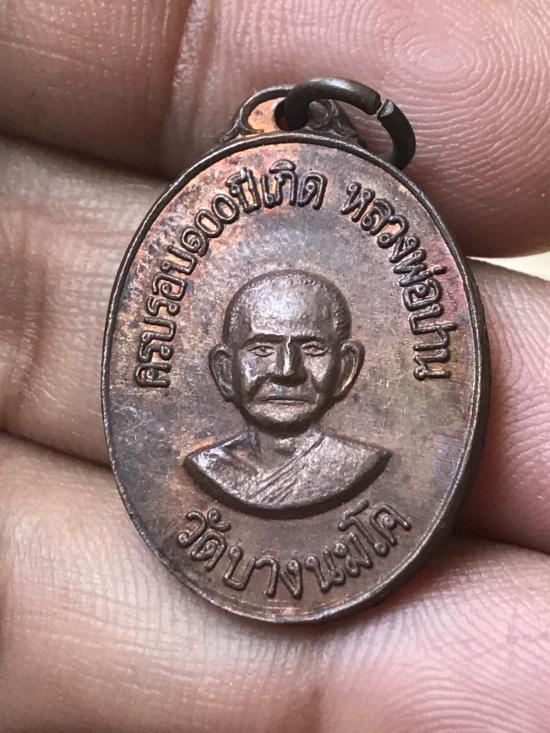 ครบรอบ๑๐๐ปีเกิด หลวงพ่อปาน
วัดบางนมโค